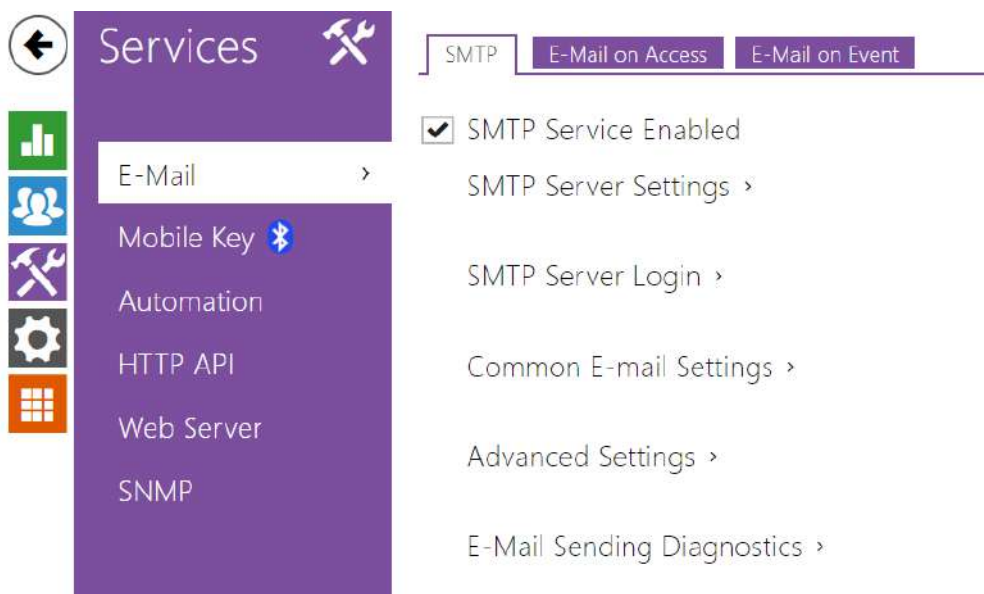 Services
E-Mail
Mobile Key
Automation
HTTP API
Web Server
SNMP
SMTP
E-Mail on Access
E-Mail on Event
SMTP Service Enabled
SMTP Server Settings
SMTP Server Login
Common E-mail Settings
Advanced Settings
E-Mail Sending Diagnostics